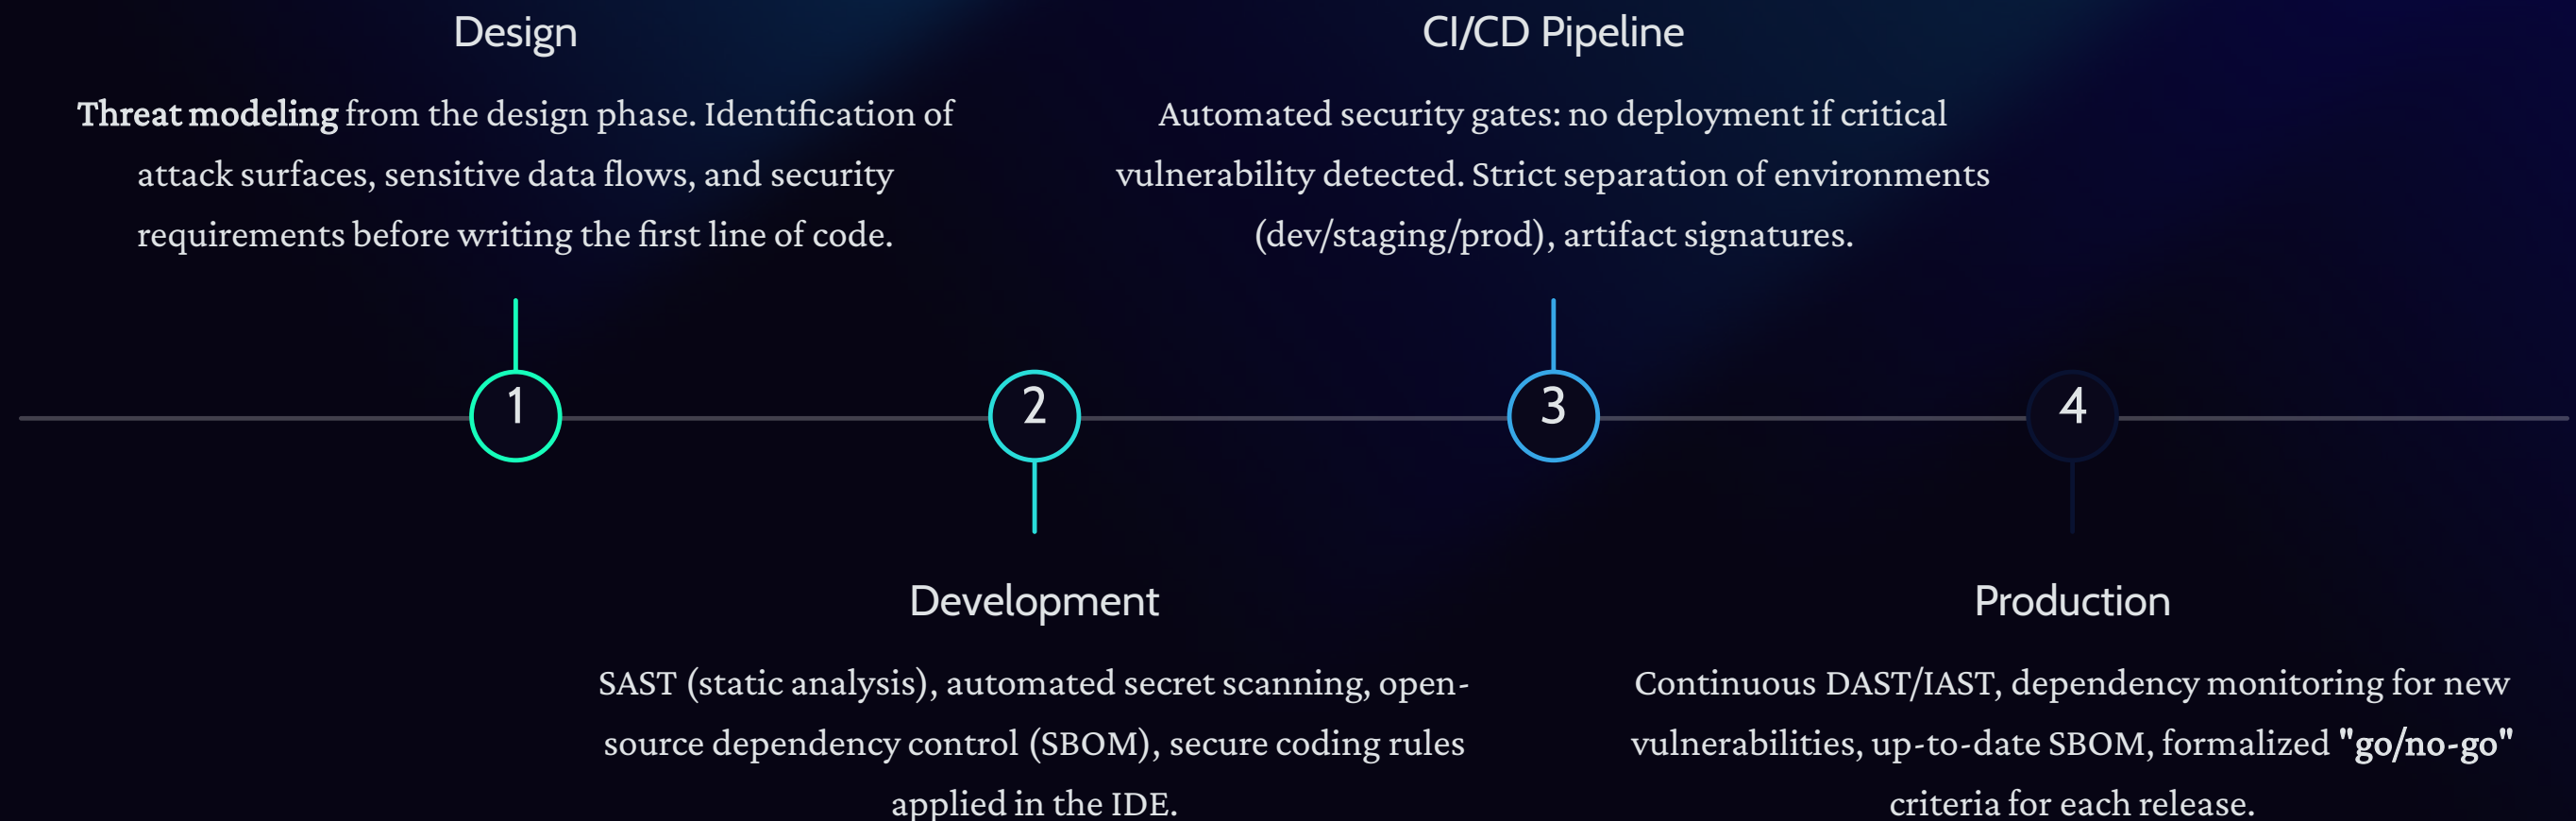 Design
Threat modeling from the design phase. Identification of
attack surfaces, sensitive data flows, and security
requirements before writing the first line of code.
CI/CD Pipeline
Automated security gates: no deployment if critical
vulnerability detected. Strict separation of environments
(dev/staging/prod), artifact signatures.
1
2
3
4
Development
SAST (static analysis), automated secret scanning, open-
source dependency control (SBOM), secure coding rules
applied in the IDE.
Production
Continuous DAST/IAST, dependency monitoring for new
vulnerabilities, up-to-date SBOM, formalized "go/no-go"
criteria for each release.